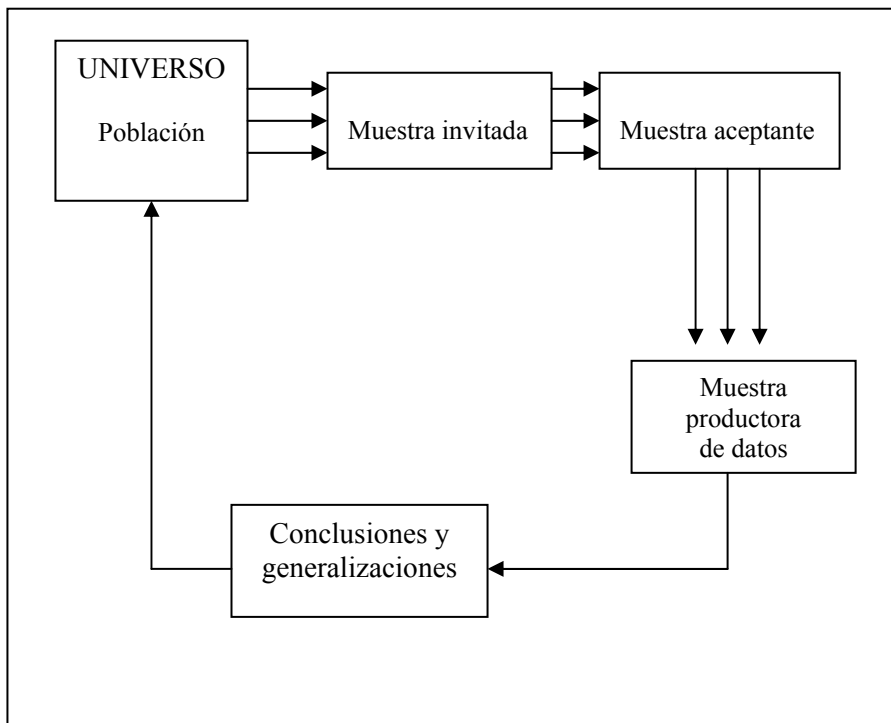 UNIVERSO
Población
Muestra invitada
Muestra aceptante
Muestra
productora
de datos
Conclusiones y
generalizaciones